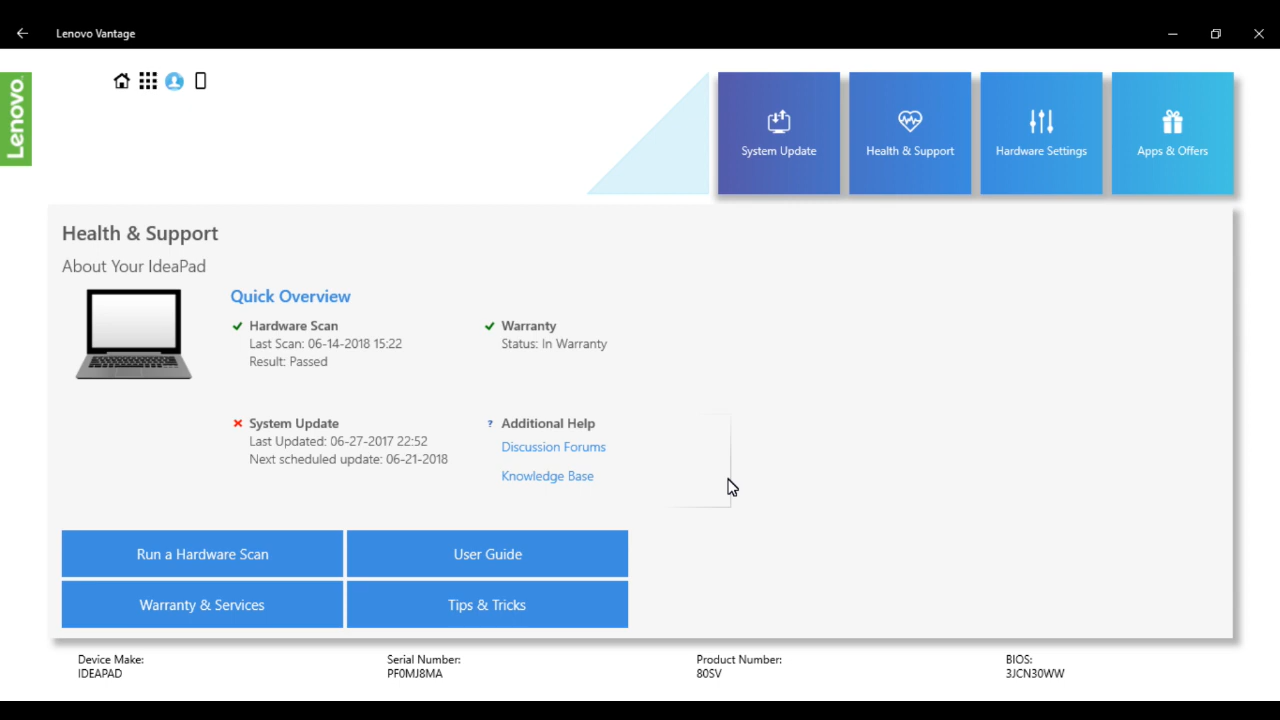 Lenovo Vantage
Lenovo
System Update
Health & Support
Hardware Settings
Apps & Offers
Health & Support
About Your IdeaPad
Quick Overview
Hardware Scan
Last Scan: 06-14-2018 15:22
Result: Passed
Warranty
Status: In Warranty
System Update
Last Updated: 06-27-2017 22:52
Next scheduled update: 06-21-2018
? Additional Help
Discussion Forums
Knowledge Base
Run a Hardware Scan
User Guide
Warranty & Services
Tips & Tricks
Device Make:
IDEAPAD
Serial Number:
PF0MJ8MA
Product Number:
80SV
BIOS:
3JCN30WW